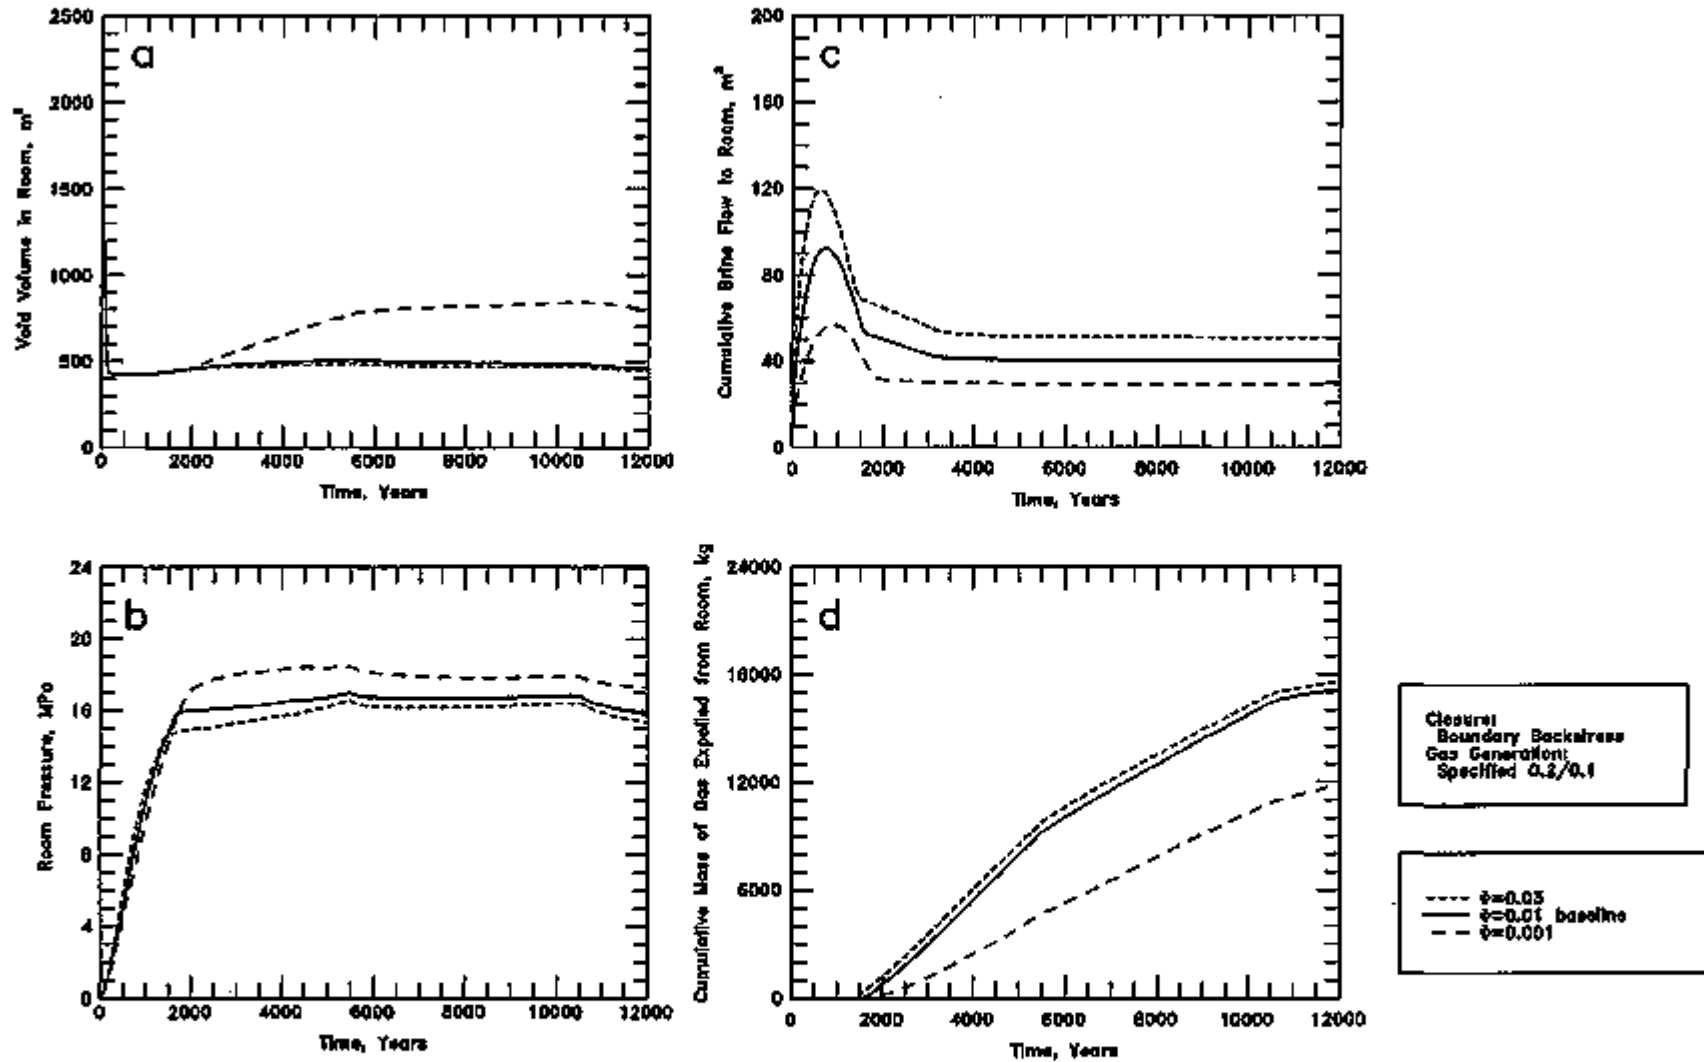 a
Void Volume in Room, m³
2500
2000
1500
1000
500
0
0 2000 4000 6000 8000 10000 12000
Time, Years
c
Cumulative Brine Flow to Room, m³
200
160
120
80
40
0
0 2000 4000 6000 8000 10000 12000
Time, Years
b
Room Pressure, MPa
24
20
16
12
8
4
0
0 2000 4000 6000 8000 10000 12000
Time, Years
d
Cumulative Mass of Gas Expelled from Room, kg
24000
18000
12000
6000
0
0 2000 4000 6000 8000 10000 12000
Time, Years
Closure:
Boundary Backstress
Gas Generation:
Specified 0.2/0.1
ϕ=0.03
ϕ=0.01 baseline
ϕ=0.001